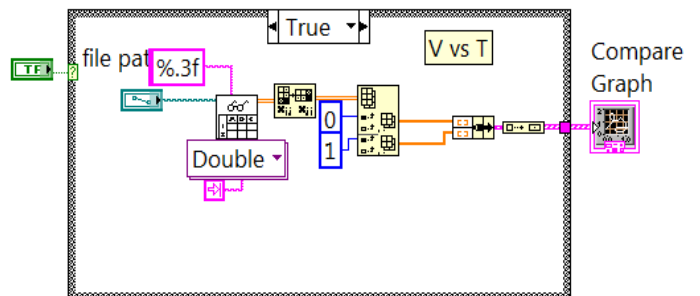 True
V vs T
Compare
Graph
TF
?
file pat
%.3f
0
1
Double